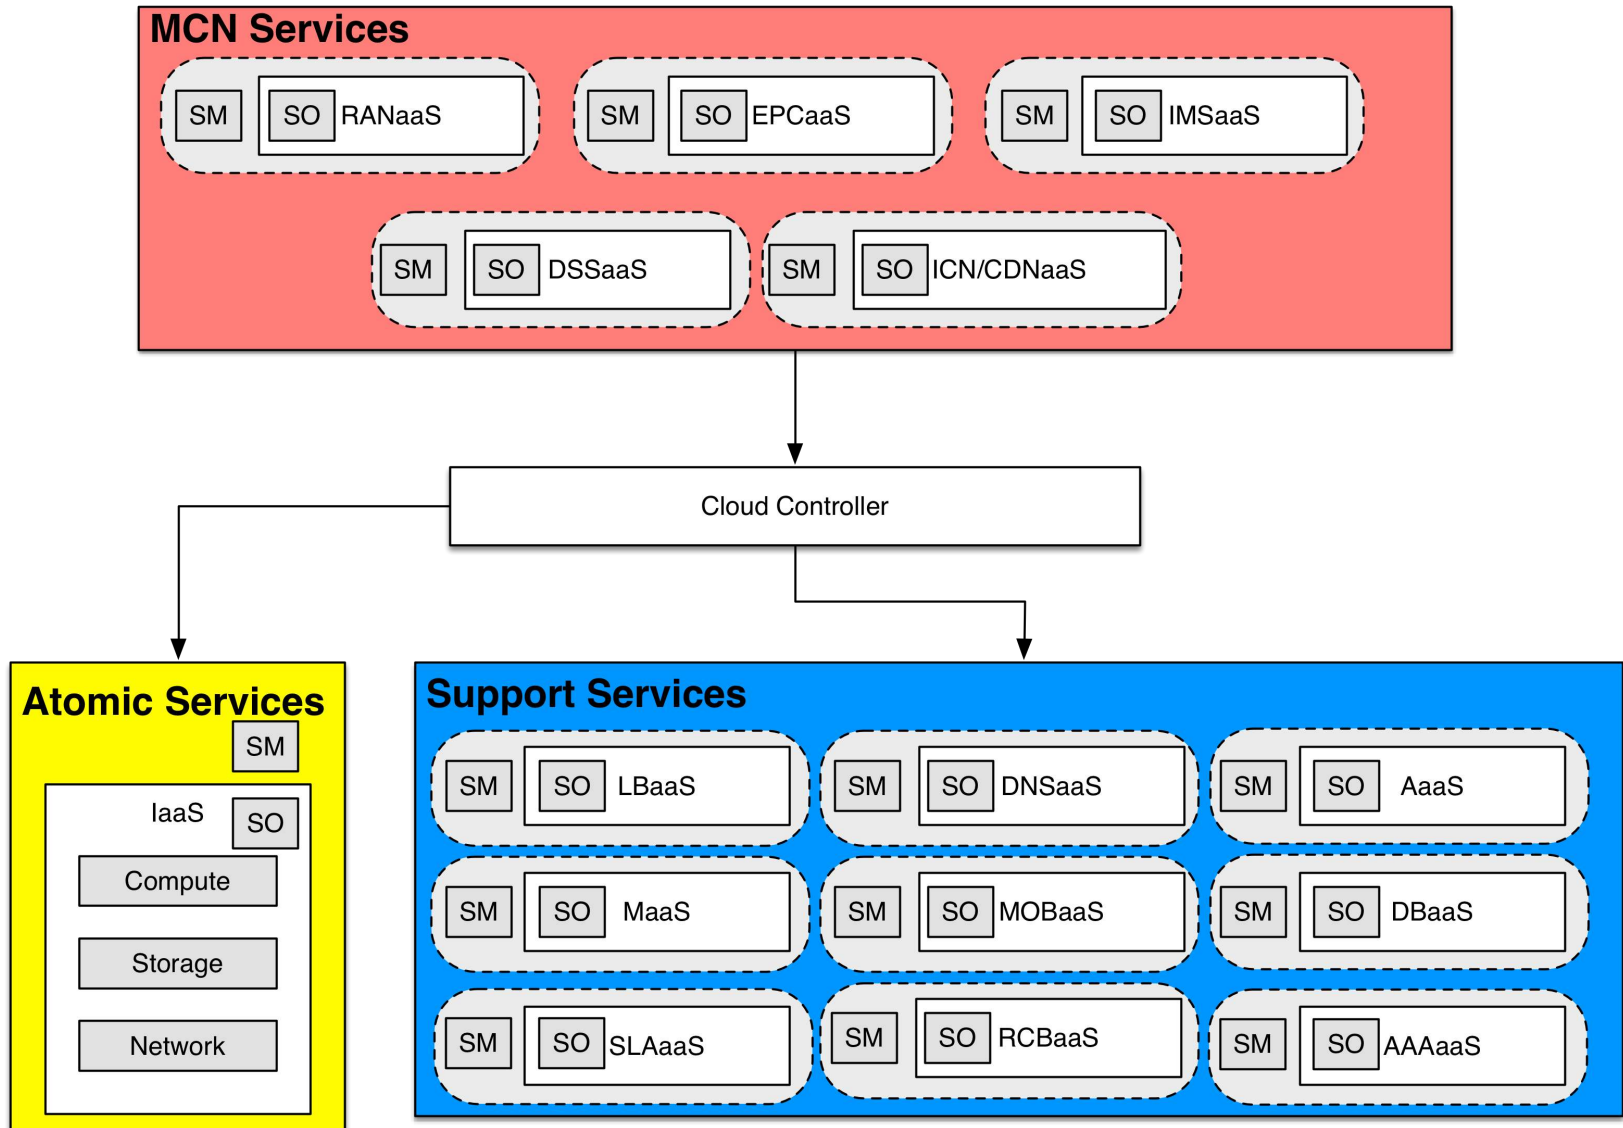 MCN Services
SM SO RANaaS SM SO EPCaaS SM SO IMSaaS
SM SO DSSaaS SM SO ICN/CDNaaS
Cloud Controller
Atomic Services
SM
IaaS SO
Compute
Storage
Network
Support Services
SM SO LBaaS SM SO DNSaaS SM SO AaaS
SM SO MaaS SM SO MOBaaS SM SO DBaaS
SM SO SLAaaS SM SO RCBaaS SM SO AAAaaS